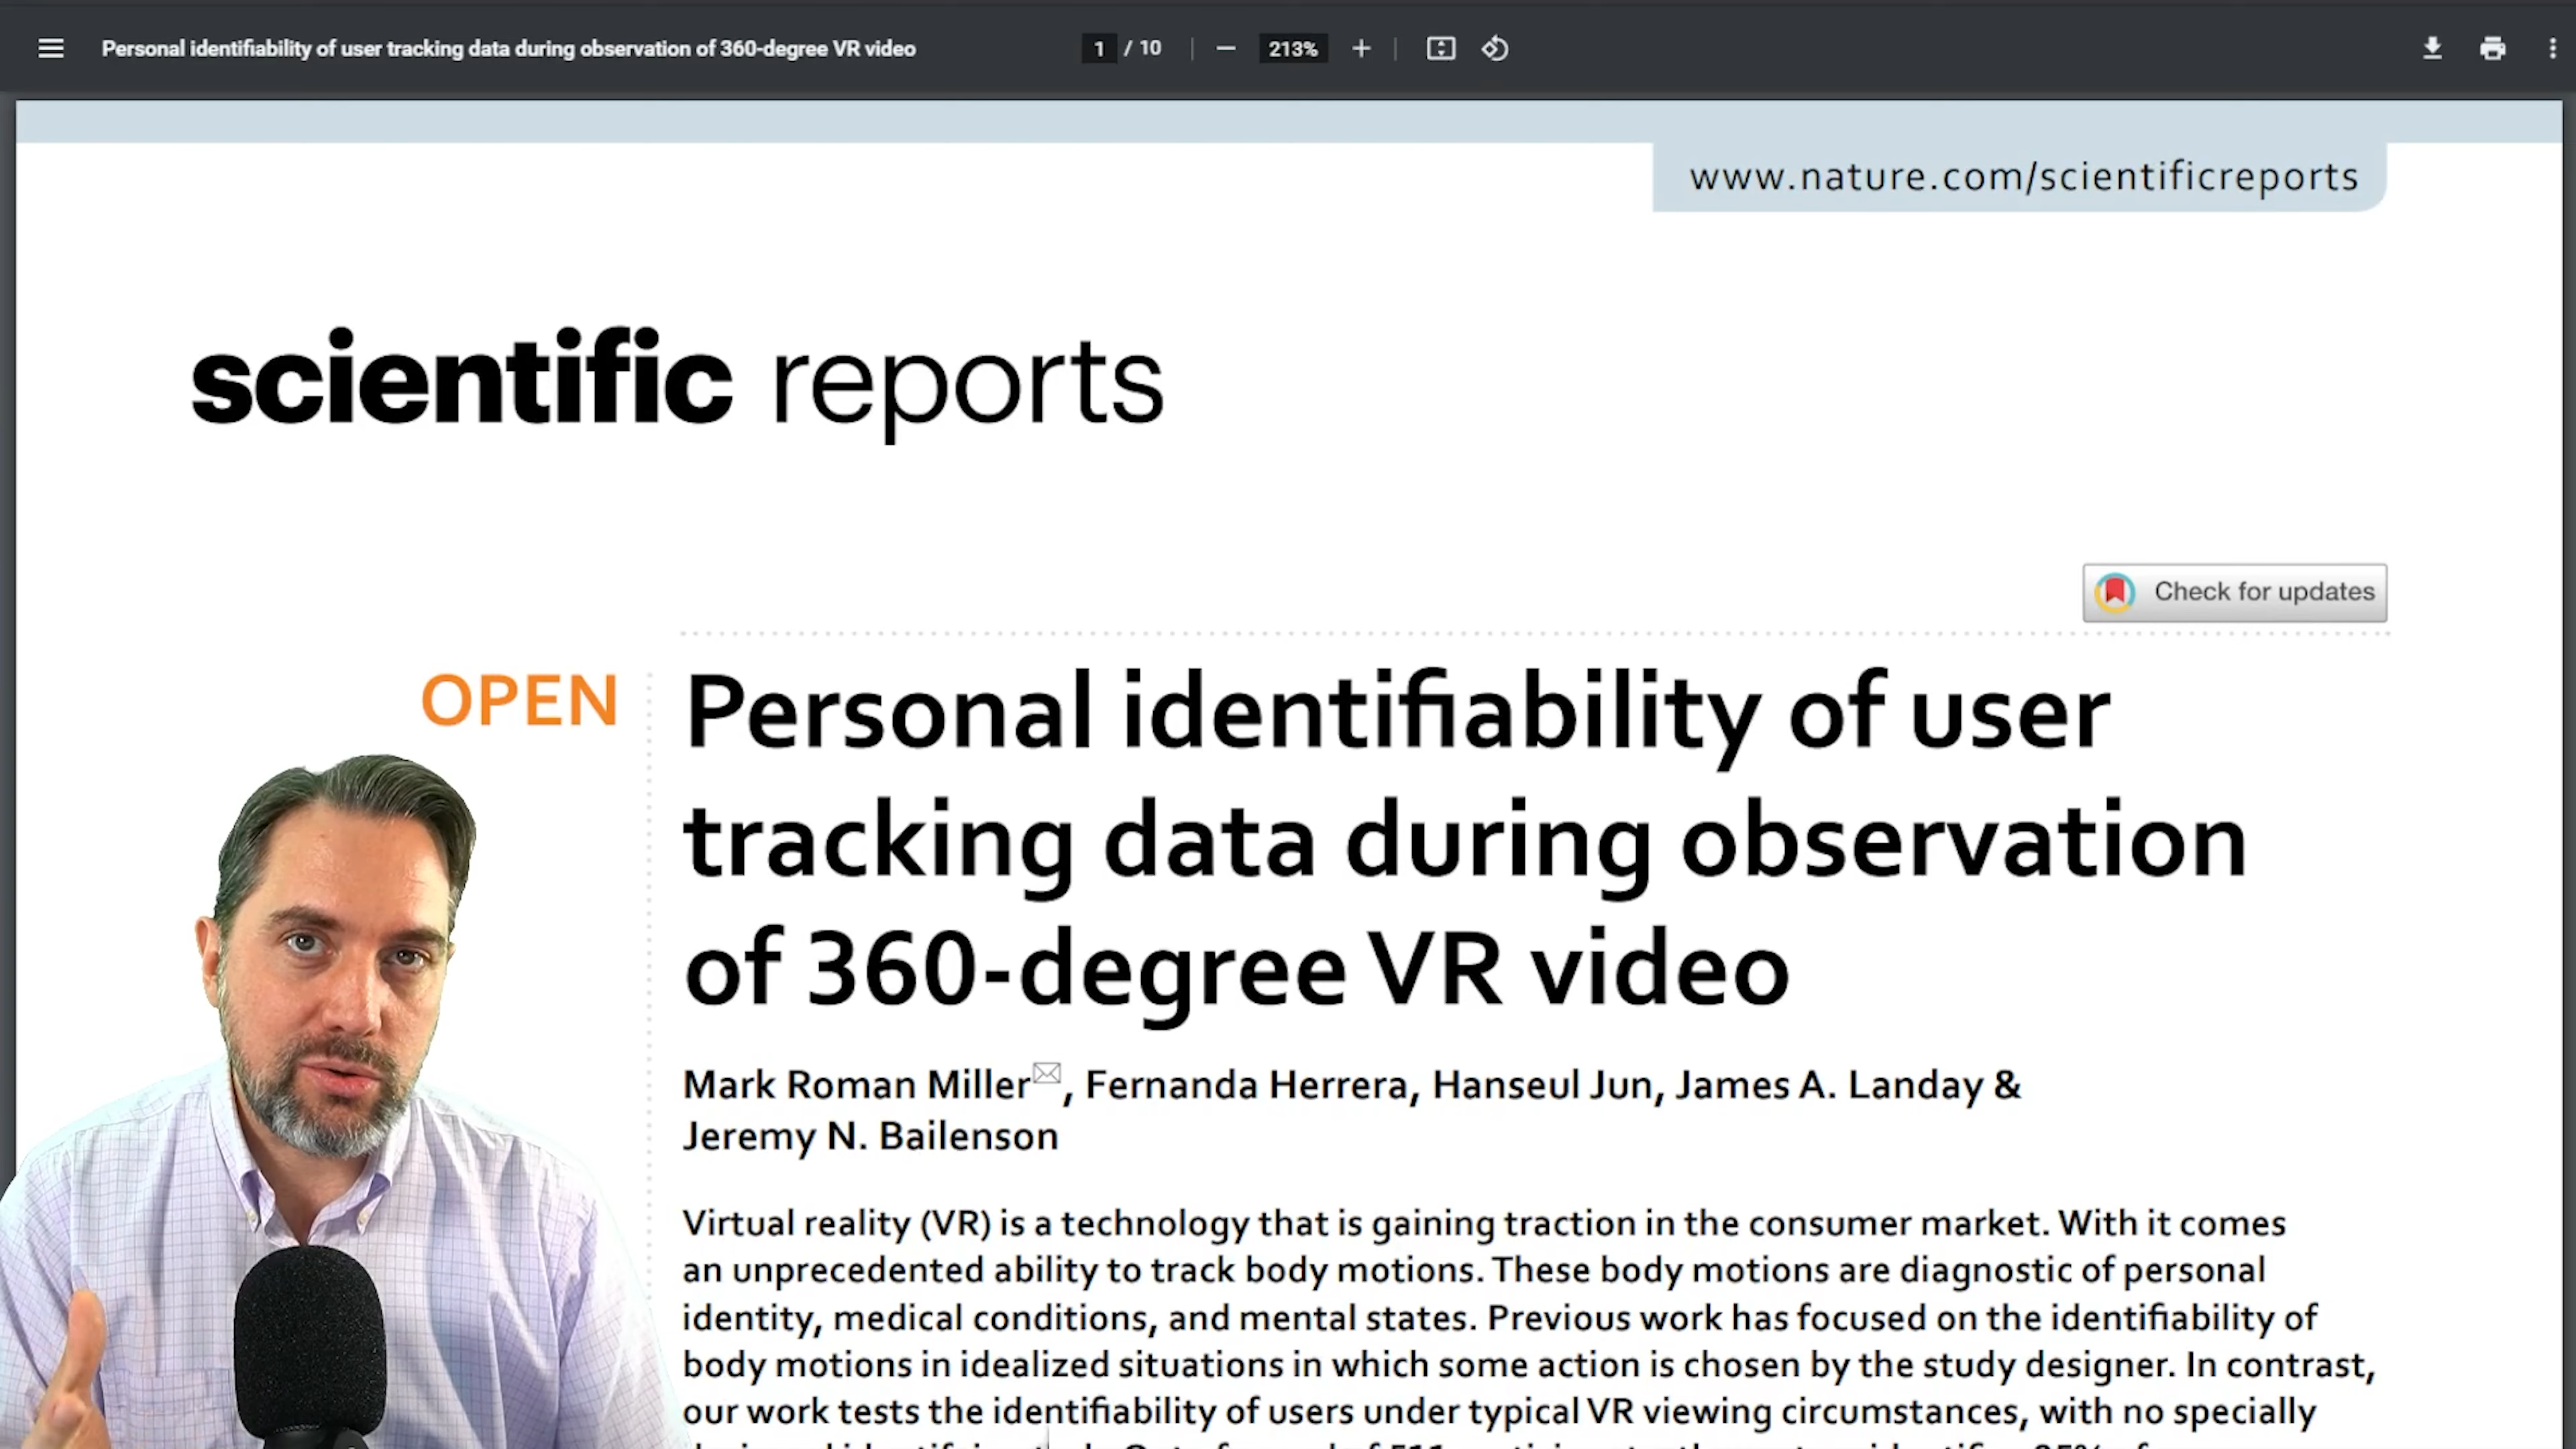 Personal identifiability of user tracking data during observation of 360-degree VR video
1 / 10
213%
www.nature.com/scientificreports
scientific reports
Check for updates
OPEN
Personal identifiability of user
tracking data during observation
of 360-degree VR video
Mark Roman Miller, Fernanda Herrera, Hanseul Jun, James A. Landay &
Jeremy N. Bailenson
Virtual reality (VR) is a technology that is gaining traction in the consumer market. With it comes
an unprecedented ability to track body motions. These body motions are diagnostic of personal
identity, medical conditions, and mental states. Previous work has focused on the identifiability of
body motions in idealized situations in which some action is chosen by the study designer. In contrast,
our work tests the identifiability of users under typical VR viewing circumstances, with no specially